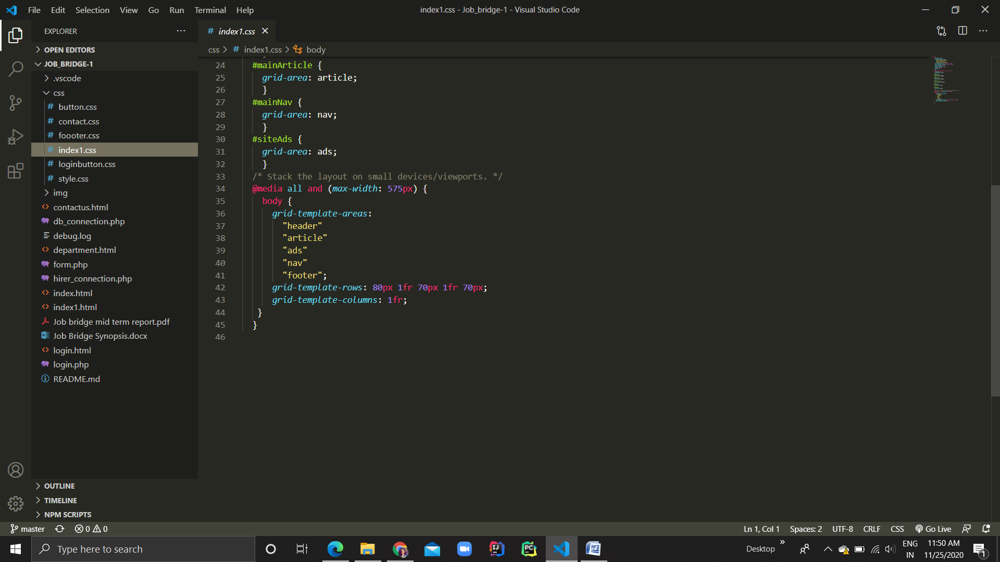 File Edit Selection View Go Run Terminal Help
index1.css - Job_bridge-1 - Visual Studio Code
EXPLORER
OPEN EDITORS
JOB_BRIDGE-1
.vscode
css
button.css
contact.css
foooter.css
index1.css
loginbutton.css
style.css
img
contactus.html
db_connection.php
debug.log
department.html
form.php
hirer_connection.php
index.html
index1.html
Job bridge mid term report.pdf
Job Bridge Synopsis.docx
login.html
login.php
README.md
OUTLINE
TIMELINE
NPM SCRIPTS
# index1.css
css > # index1.css > body
24 #mainArticle {
25 grid-area: article;
26 }
27 #mainNav {
28 grid-area: nav;
29 }
30 #siteAds {
31 grid-area: ads;
32 }
33 /* Stack the layout on small devices/viewports. */
34 @media all and (max-width: 575px) {
35 body {
36 grid-template-areas:
37 "header"
38 "article"
39 "ads"
40 "nav"
41 "footer";
42 grid-template-rows: 80px 1fr 70px 1fr 70px;
43 grid-template-columns: 1fr;
44 }
45 }
46
master 0 0
Ln 1, Col 1 Spaces: 2 UTF-8 CRLF CSS Go Live
Type here to search
Desktop
ENG
IN
11:50 AM
11/25/2020
1